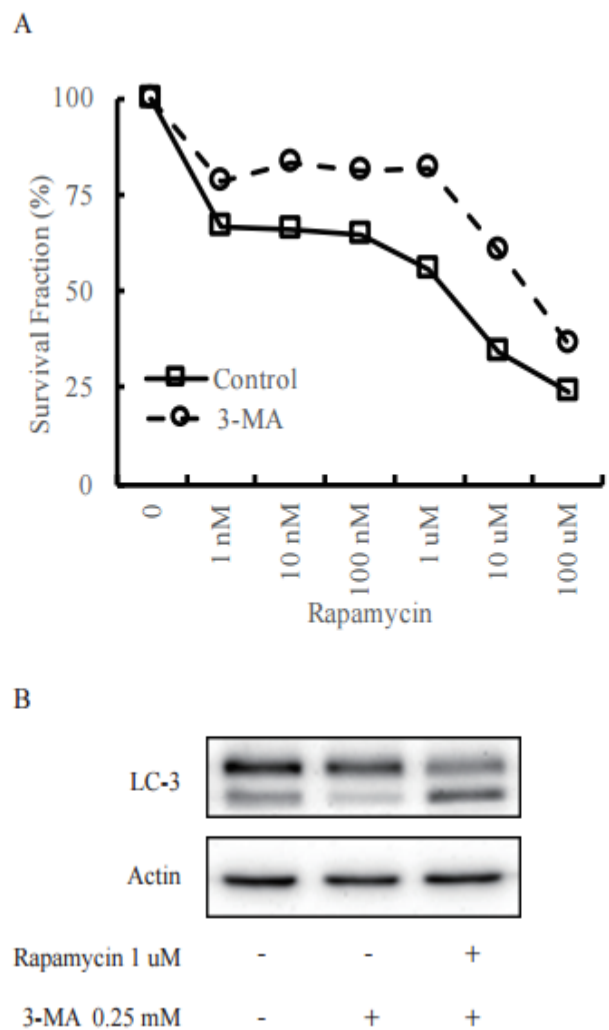 A
100
75
50
25
0
Survival Fraction (%)
Control
3-MA
0
1 nM
10 nM
100 nM
1 uM
10 uM
100 uM
Rapamycin
B
LC-3
Actin
Rapamycin 1 uM - - +
3-MA 0.25 mM - + +